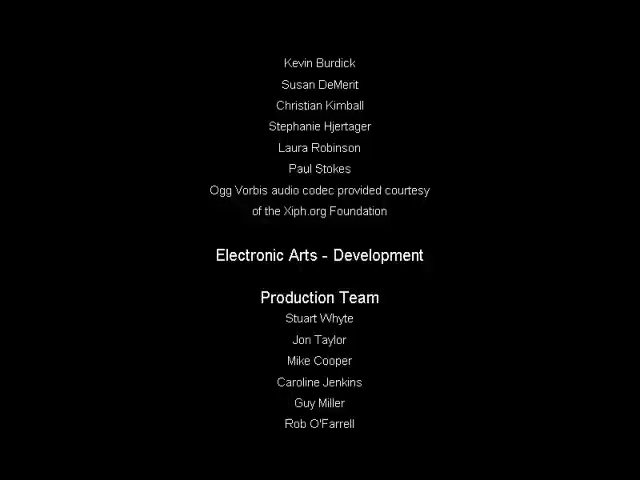 Kevin Burdick
Susan DeMerit
Christian Kimball
Stephanie Hjertager
Laura Robinson
Paul Stokes
Ogg Vorbis audio codec provided courtesy
of the Xiph.org Foundation
Electronic Arts - Development
Production Team
Stuart Whyte
Jon Taylor
Mike Cooper
Caroline Jenkins
Guy Miller
Rob O'Farrell